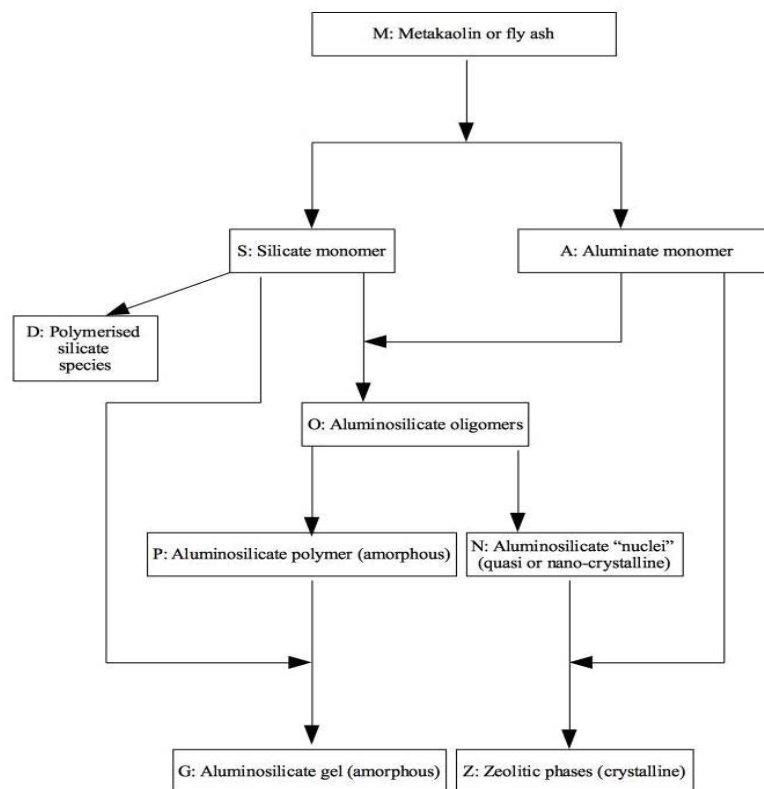 M: Metakaolin or fly ash
S: Silicate monomer
A: Aluminate monomer
D: Polymerised
silicate
species
O: Aluminosilicate oligomers
P: Aluminosilicate polymer (amorphous)
N: Aluminosilicate “nuclei”
(quasi or nano-crystalline)
G: Aluminosilicate gel (amorphous)
Z: Zeolitic phases (crystalline)